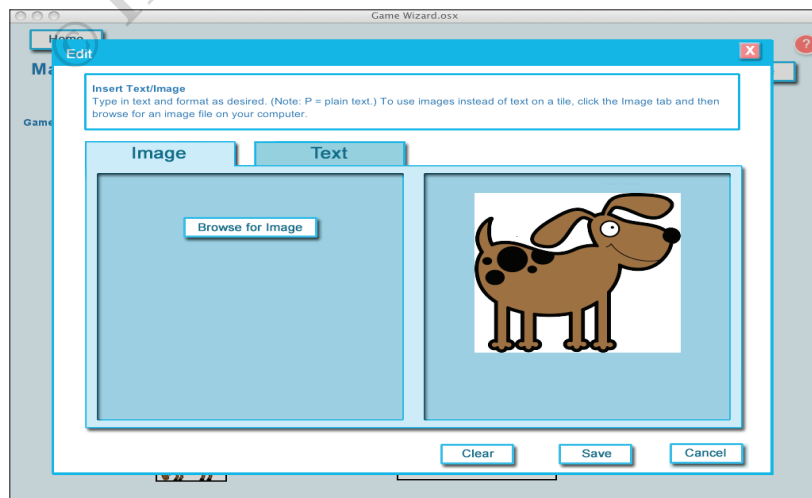 Game Wizard.osx
Home
?
Edit
X
Ma
Insert Text/Image
Type in text and format as desired. (Note: P = plain text.) To use images instead of text on a tile, click the Image tab and then
browse for an image file on your computer.
Game
Image Text
Browse for Image
Clear Save Cancel